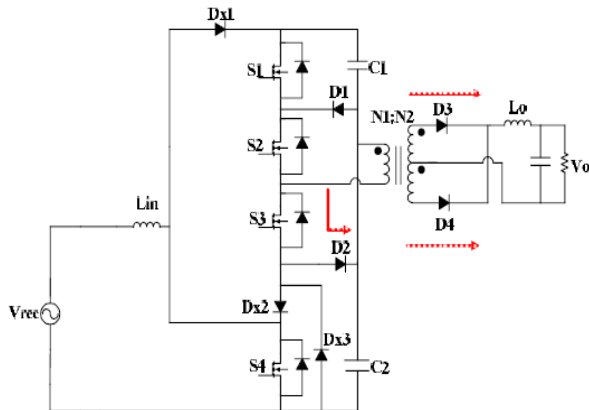 Dx1
S1
C1
D1
N1;N2
D3
Lo
S2
Vo
Lin
S3
D2
D4
Vrec
Dx2
Dx3
S4
C2